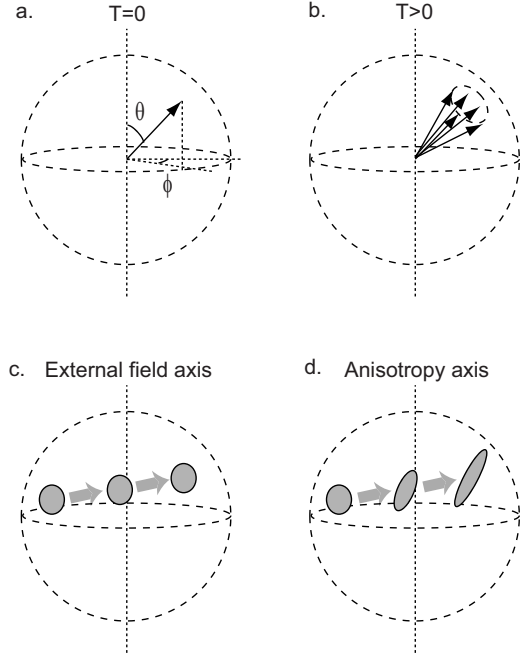 a. T=0
b. T>0
θ
ϕ
c. External field axis
d. Anisotropy axis